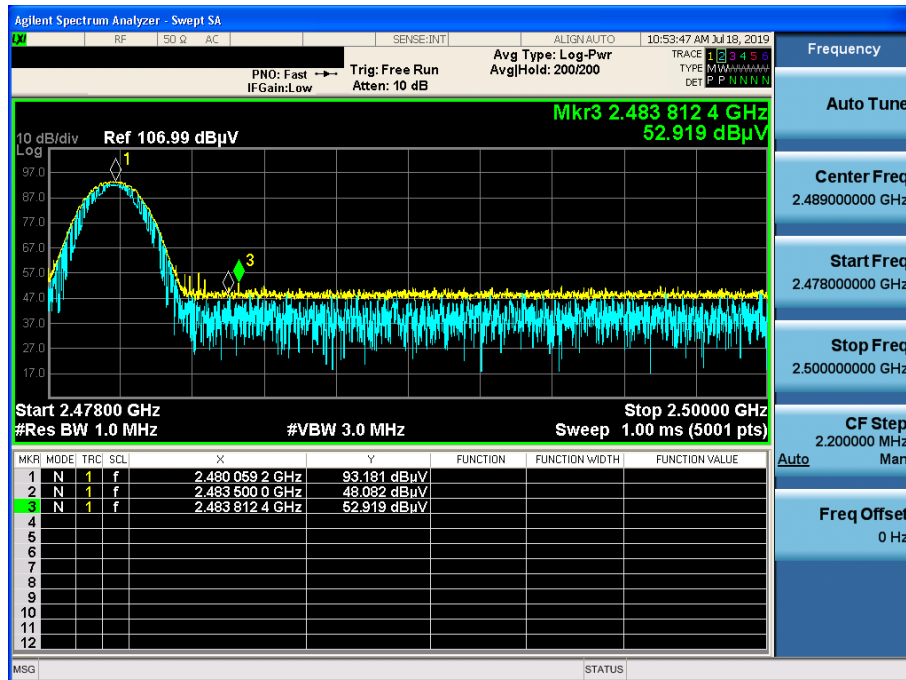 Agilent Spectrum Analyzer - Swept SA
LXI RF 50 Ω AC SENSE:INT ALIGN AUTO 10:53:47 AM Jul 18, 2019
PNO: Fast
IFGain:Low
Trig: Free Run
Atten: 10 dB
Avg Type: Log-Pwr
Avg|Hold: 200/200
TRACE 1 2 3 4 5 6
TYPE M W
DET P P N N N N
Mkr3 2.483 812 4 GHz
52.919 dBµV
10 dB/div Ref 106.99 dBµV
Log
97.0
87.0
77.0
67.0
57.0
47.0
37.0
27.0
17.0
1
3
Start 2.47800 GHz Stop 2.50000 GHz
#Res BW 1.0 MHz #VBW 3.0 MHz Sweep 1.00 ms (5001 pts)
MKR MODE TRC SCL X Y FUNCTION FUNCTION WIDTH FUNCTION VALUE
1 N 1 f 2.480 059 2 GHz 93.181 dBµV
2 N 1 f 2.483 500 0 GHz 48.082 dBµV
3 N 1 f 2.483 812 4 GHz 52.919 dBµV
4
5
6
7
8
9
10
11
12
MSG STATUS
Frequency
Auto Tune
Center Freq
2.489000000 GHz
Start Freq
2.478000000 GHz
Stop Freq
2.500000000 GHz
CF Step
2.200000 MHz
Auto Man
Freq Offset
0 Hz